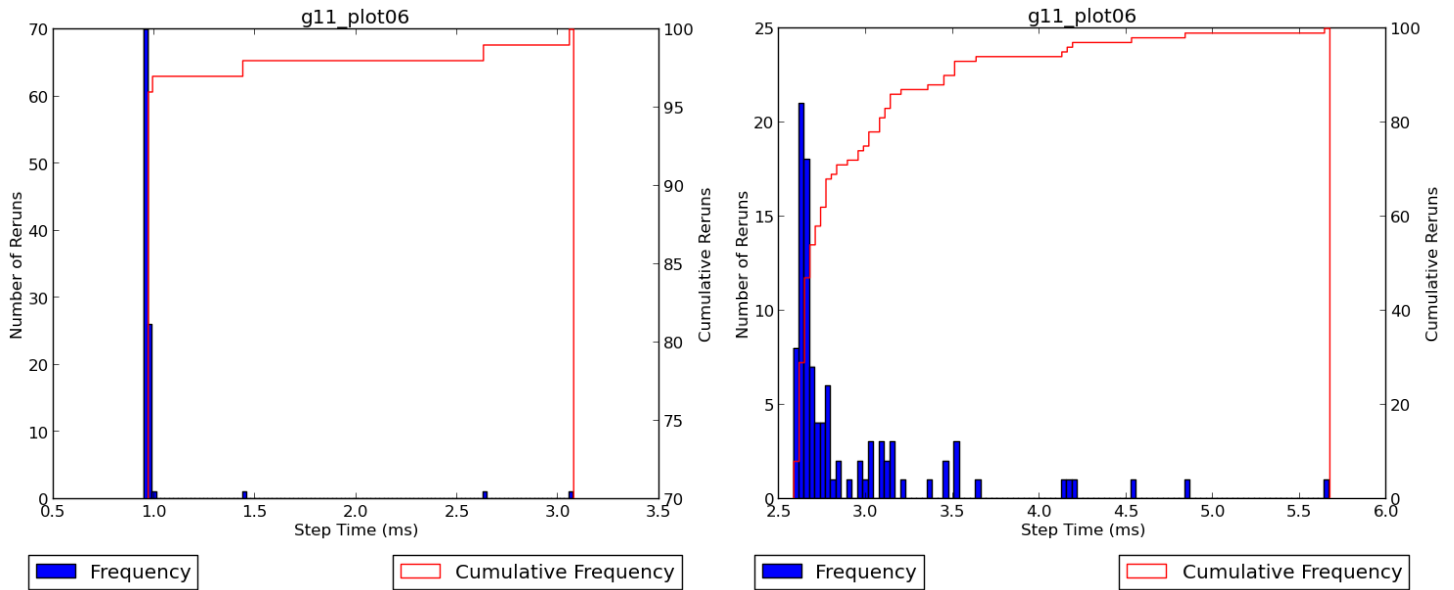 g11_plot06
70
60
50
40
30
20
10
0
Number of Reruns
100
95
90
85
80
75
70
Cumulative Reruns
0.5 1.0 1.5 2.0 2.5 3.0 3.5
Step Time (ms)
Frequency
Cumulative Frequency
g11_plot06
25
20
15
10
5
0
Number of Reruns
100
80
60
40
20
0
Cumulative Reruns
2.5 3.0 3.5 4.0 4.5 5.0 5.5 6.0
Step Time (ms)
Frequency
Cumulative Frequency